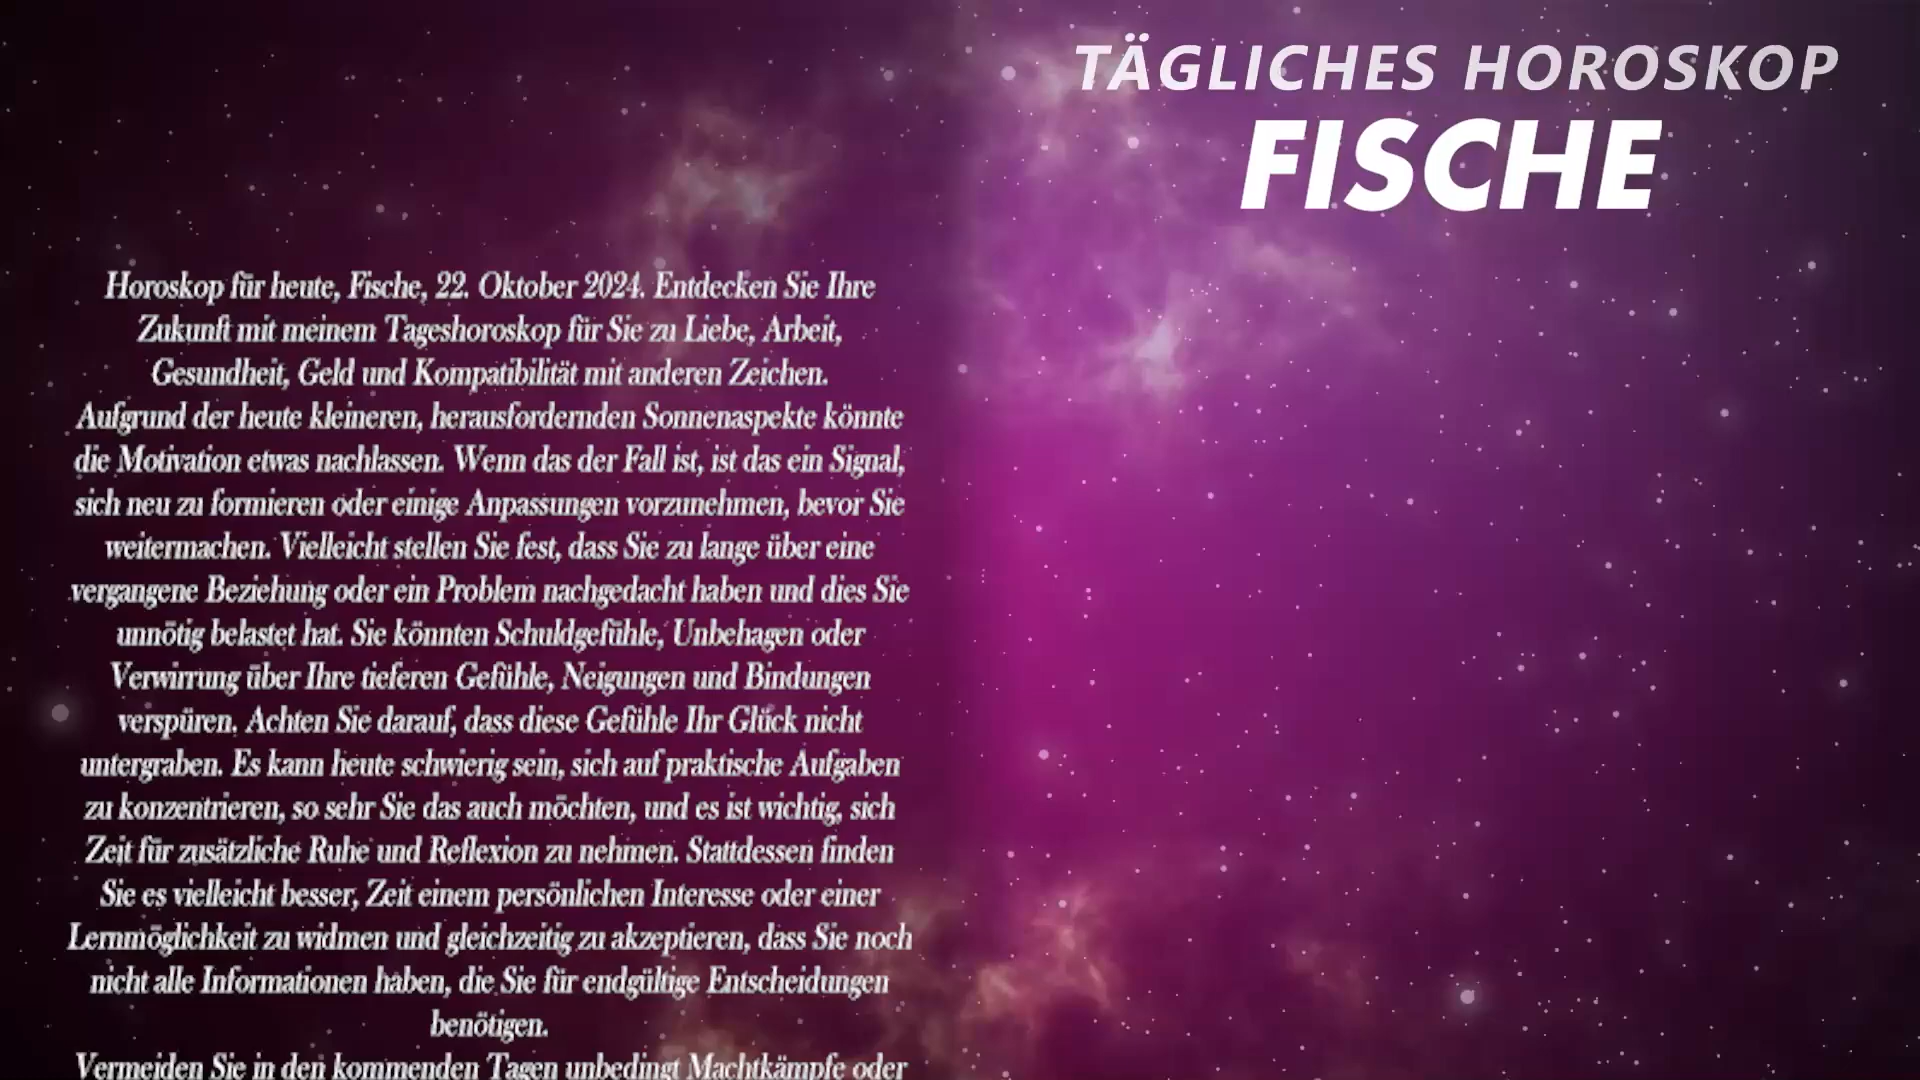 TÄGLICHES HOROSKOP
FISCHE
Horoskop für heute, Fische, 22. Oktober 2024. Entdecken Sie Ihre
Zukunft mit meinem Tageshoroskop für Sie zu Liebe, Arbeit,
Gesundheit, Geld und Kompatibilität mit anderen Zeichen.
Aufgrund der heute kleineren, herausfordernden Sonnenaspekte könnte
die Motivation etwas nachlassen. Wenn das der Fall ist, ist das ein Signal,
sich neu zu formieren oder einige Anpassungen vorzunehmen, bevor Sie
weitermachen. Vielleicht stellen Sie fest, dass Sie zu lange über eine
vergangene Beziehung oder ein Problem nachgedacht haben und dies Sie
unnötig belastet hat. Sie könnten Schuldgefühle, Unbehagen oder
Verwirrung über Ihre tieferen Gefühle, Neigungen und Bindungen
verspüren. Achten Sie darauf, dass diese Gefühle Ihr Glück nicht
untergraben. Es kann heute schwierig sein, sich auf praktische Aufgaben
zu konzentrieren, so sehr Sie das auch möchten, und es ist wichtig, sich
Zeit für zusätzliche Ruhe und Reflexion zu nehmen. Stattdessen finden
Sie es vielleicht besser, Zeit einem persönlichen Interesse oder einer
Lernmöglichkeit zu widmen und gleichzeitig zu akzeptieren, dass Sie noch
nicht alle Informationen haben, die Sie für endgültige Entscheidungen
benötigen.
Vermeiden Sie in den kommenden Tagen unbedingt Machtkämpfe oder